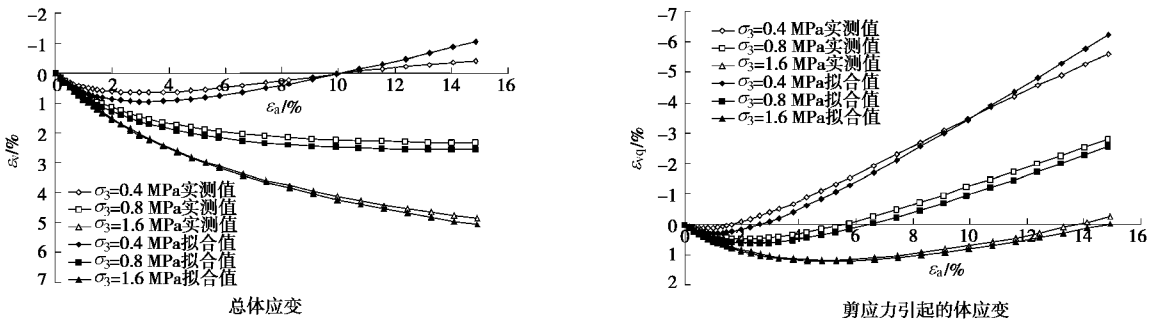 -2
-1
0
1
2
3
4
5
6
7
εv/%
0 2 4 6 8 10 12 14 16
εa/%
σ3=0.4 MPa实测值
σ3=0.8 MPa实测值
σ3=1.6 MPa实测值
σ3=0.4 MPa拟合值
σ3=0.8 MPa拟合值
σ3=1.6 MPa拟合值
总体应变
-7
-6
-5
-4
-3
-2
-1
0
1
2
εvq/%
0 2 4 6 8 10 12 14 16
εa/%
σ3=0.4 MPa实测值
σ3=0.8 MPa实测值
σ3=1.6 MPa实测值
σ3=0.4 MPa拟合值
σ3=0.8 MPa拟合值
σ3=1.6 MPa拟合值
剪应力引起的体应变